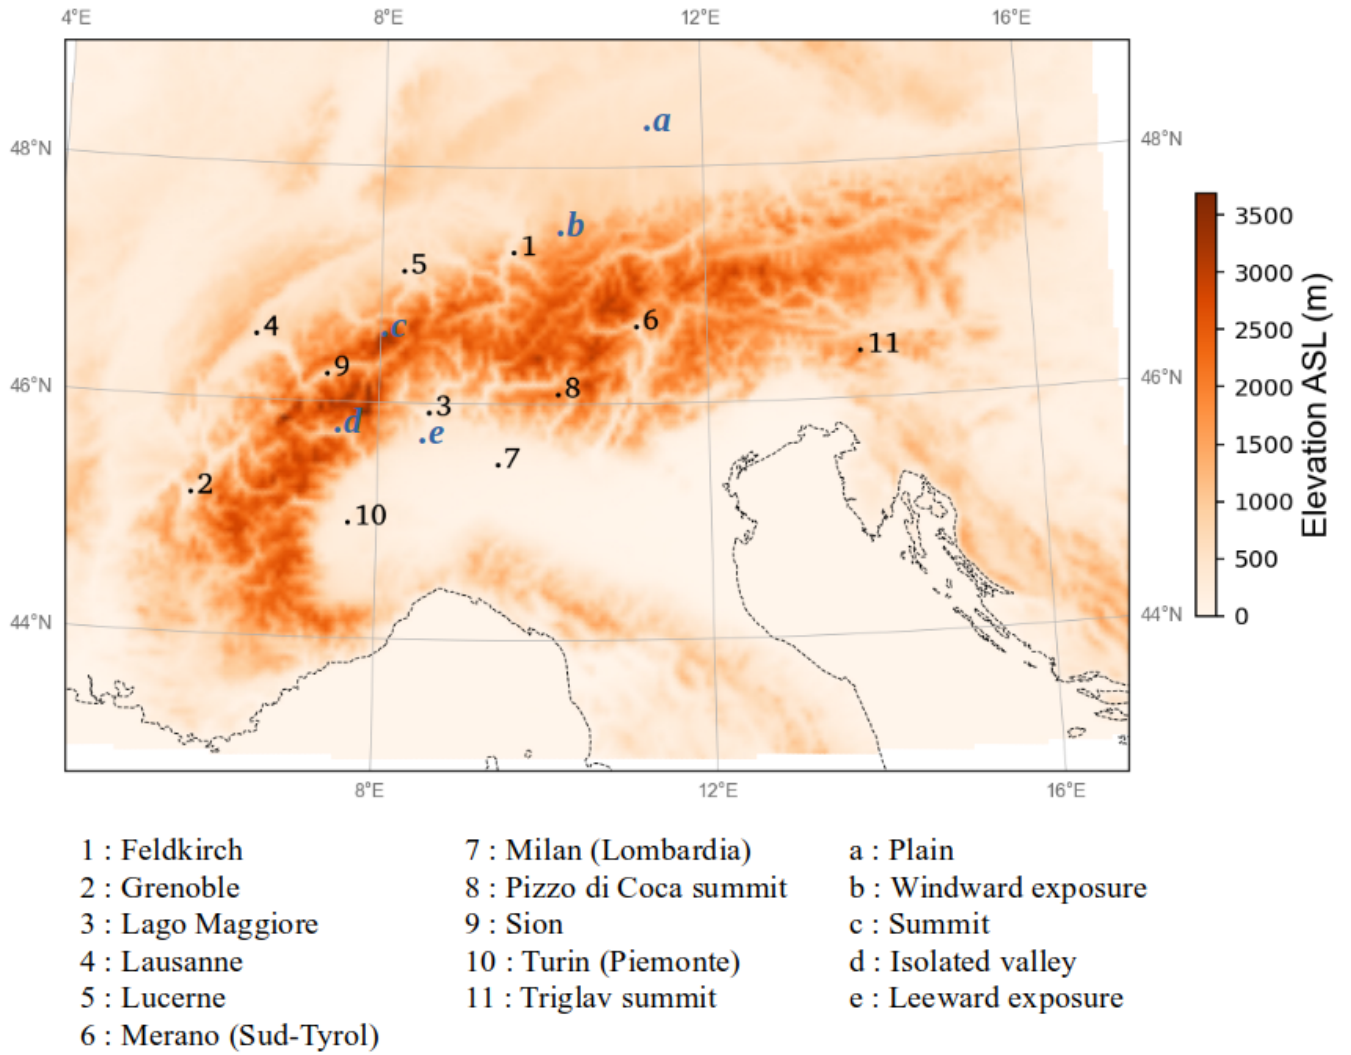 4°E 8°E 12°E 16°E
.a
48°N 48°N
3500
.b
.1
.5
3000
.6
.4 .c
2500
.11
.9
46°N 46°N
.8
2000
.3
.d .e
1500
.7
.2
1000
.10
500
44°N 44°N
0
Elevation ASL (m)
8°E 12°E 16°E
1 : Feldkirch 7 : Milan (Lombardia) a : Plain
2 : Grenoble 8 : Pizzo di Coca summit b : Windward exposure
3 : Lago Maggiore 9 : Sion c : Summit
4 : Lausanne 10 : Turin (Piemonte) d : Isolated valley
5 : Lucerne 11 : Triglav summit e : Leeward exposure
6 : Merano (Sud-Tyrol)